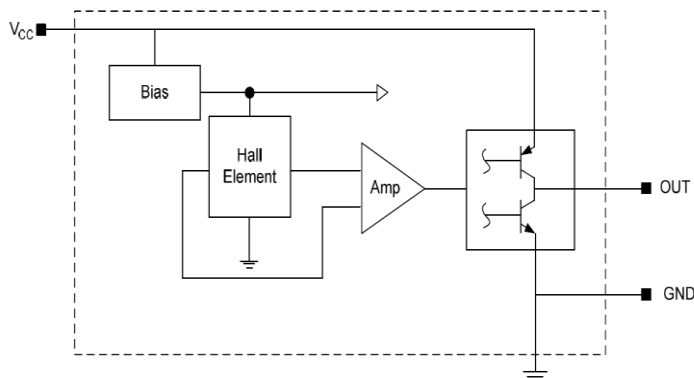 VCC
Bias
Hall
Element
Amp
OUT
GND